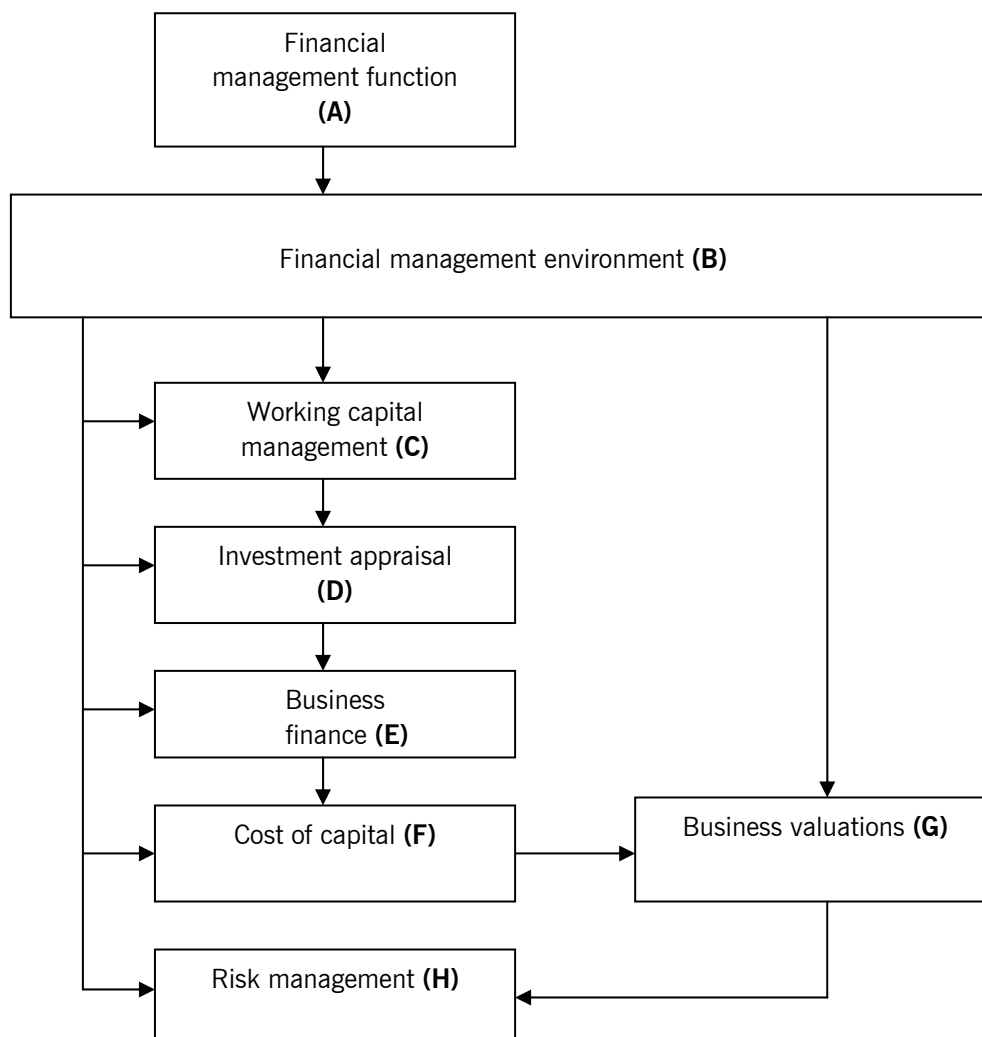 Financial
management function
(A)
Financial management environment (B)
Working capital
management (C)
Investment appraisal
(D)
Business
finance (E)
Cost of capital (F)
Business valuations (G)
Risk management (H)